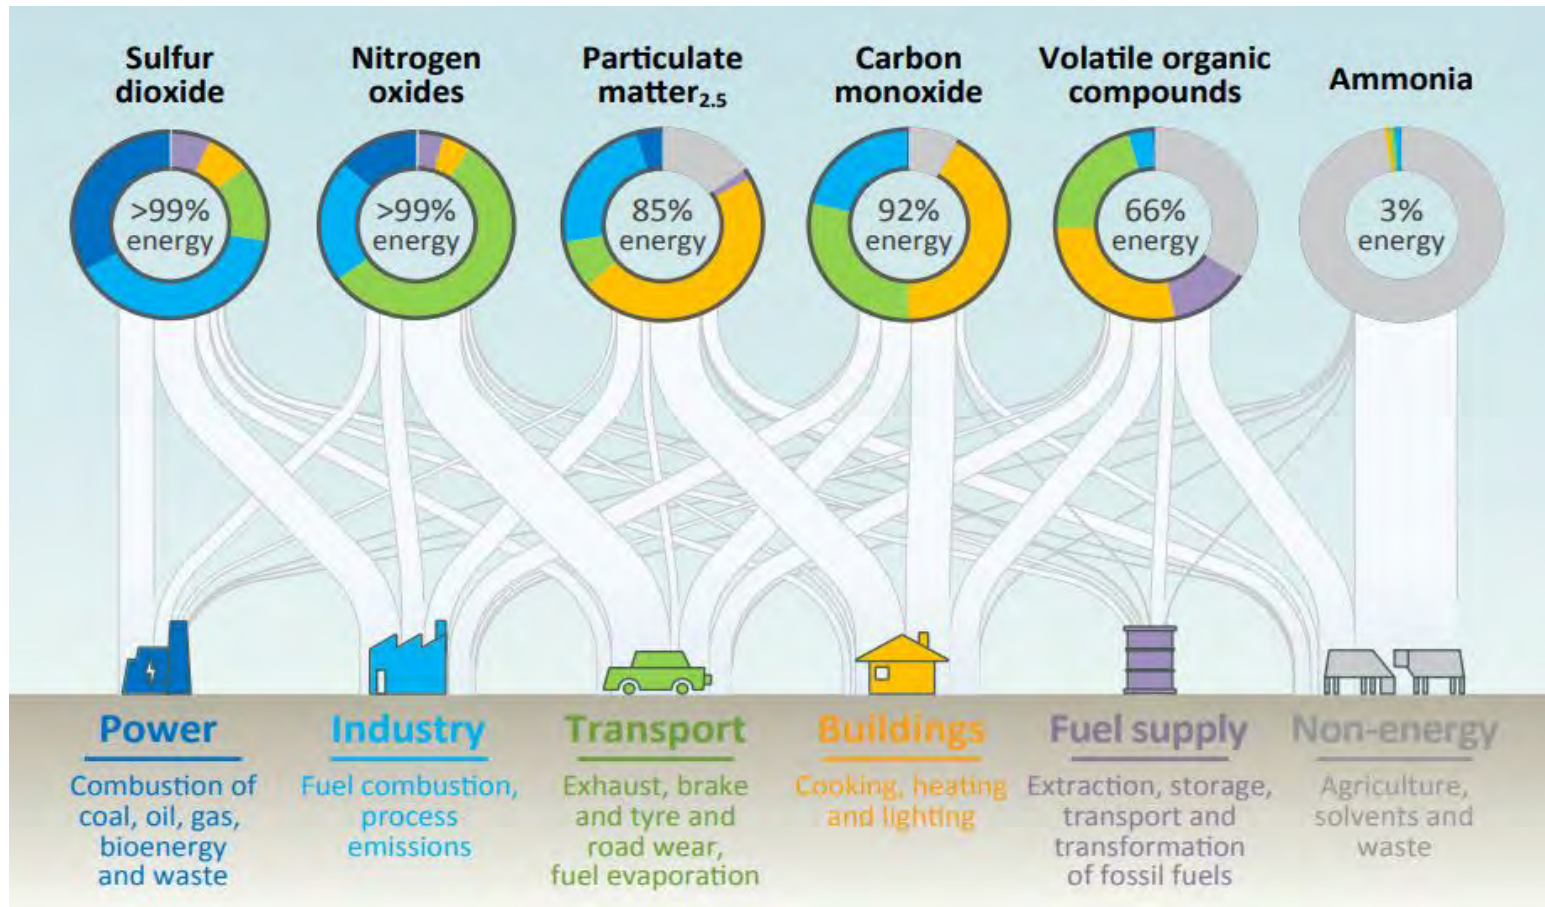 Sulfur
dioxide
Nitrogen
oxides
Particulate
matter2.5
Carbon
monoxide
Volatile organic
compounds
Ammonia
>99%
energy
>99%
energy
85%
energy
92%
energy
66%
energy
3%
energy
Power
Combustion of
coal, oil, gas,
bioenergy
and waste
Industry
Fuel combustion,
process
emissions
Transport
Exhaust, brake
and tyre and
road wear,
fuel evaporation
Buildings
Cooking, heating
and lighting
Fuel supply
Extraction, storage,
transport and
transformation
of fossil fuels
Non-energy
Agriculture,
solvents and
waste